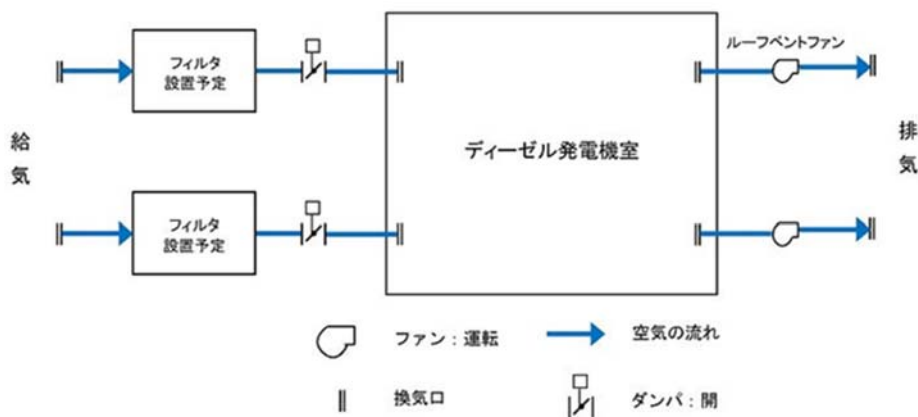 ルーフベントファン
フィルタ
設置予定
給
気
ディーゼル発電機室
排
気
フィルタ
設置予定
ファン：運転
空気の流れ
換気口
ダンパ：開